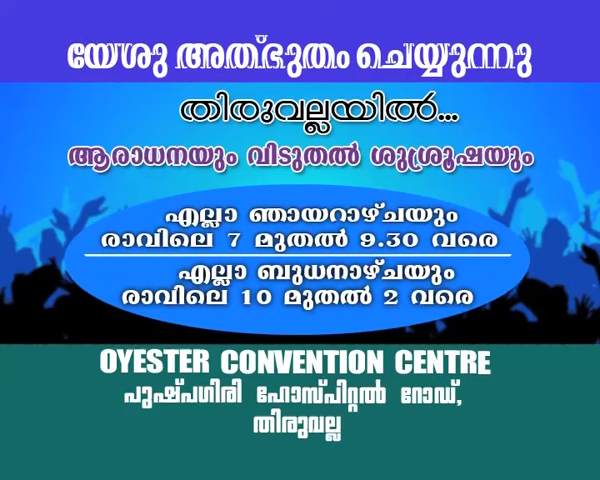 യേശു അത്ഭുതം ചെയ്യുന്നു
തിരുവല്ലയിൽ...
ആരാധനയും വിടുതൽ ശുശ്രൂഷയും
എല്ലാ ഞായറാഴ്ചയും
രാവിലെ 7 മുതൽ 9.30 വരെ
എല്ലാ ബുധനാഴ്ചയും
രാവിലെ 10 മുതൽ 2 വരെ
OYESTER CONVENTION CENTRE
പുഷ്പഗിരി ഹോസ്പിറ്റൽ റോഡ്,
തിരുവല്ല